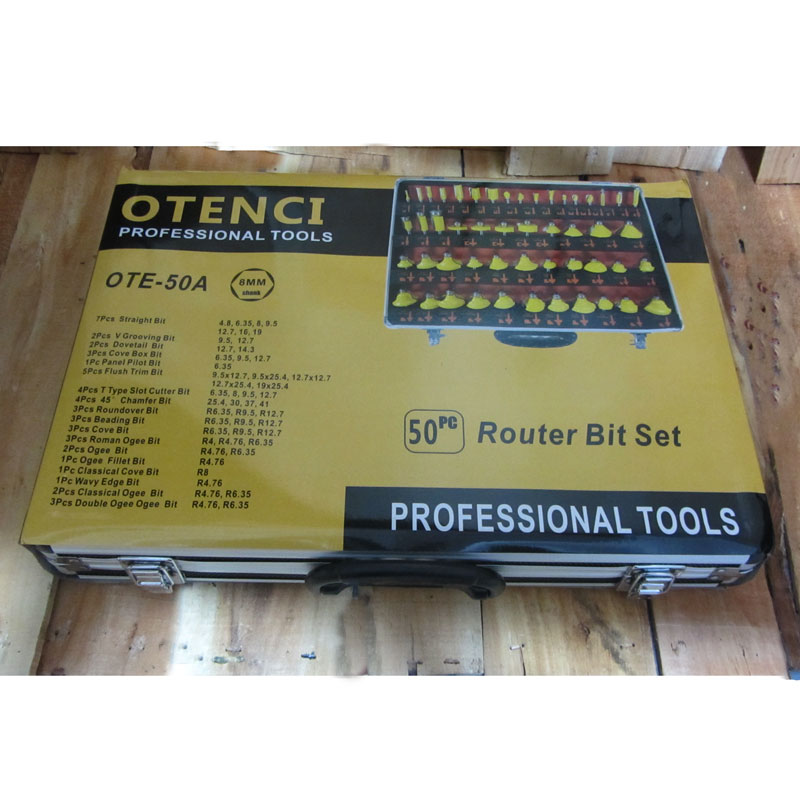 OTENCI
PROFESSIONAL TOOLS
OTE-50A
8MM
shank
7Pcs Straight Bit 4.8, 6.35, 8, 9.5
12.7, 16, 19
2Pcs V Grooving Bit 9.5, 12.7
2Pcs Dovetail Bit 12.7, 14.3
3Pcs Cove Box Bit 6.35, 9.5, 12.7
1Pc Panel Pilot Bit 6.35
5Pcs Flush Trim Bit 9.5x12.7, 9.5x25.4, 12.7x12.7
12.7x25.4, 19x25.4
4Pcs T Type Slot Cutter Bit 6.35, 8, 9.5, 12.7
4Pcs 45° Chamfer Bit 25.4, 30, 37, 41
3Pcs Roundover Bit R6.35, R9.5, R12.7
3Pcs Beading Bit R6.35, R9.5, R12.7
3Pcs Cove Bit R6.35, R9.5, R12.7
3Pcs Roman Ogee Bit R4, R4.76, R6.35
2Pcs Ogee Bit R4.76, R6.35
1Pc Ogee Fillet Bit R4.76
1Pc Classical Cove Bit R8
1Pc Wavy Edge Bit R4.76
2Pcs Classical Ogee Bit R4.76, R6.35
3Pcs Double Ogee Ogee Bit R4.76, R6.35
50PC Router Bit Set
PROFESSIONAL TOOLS